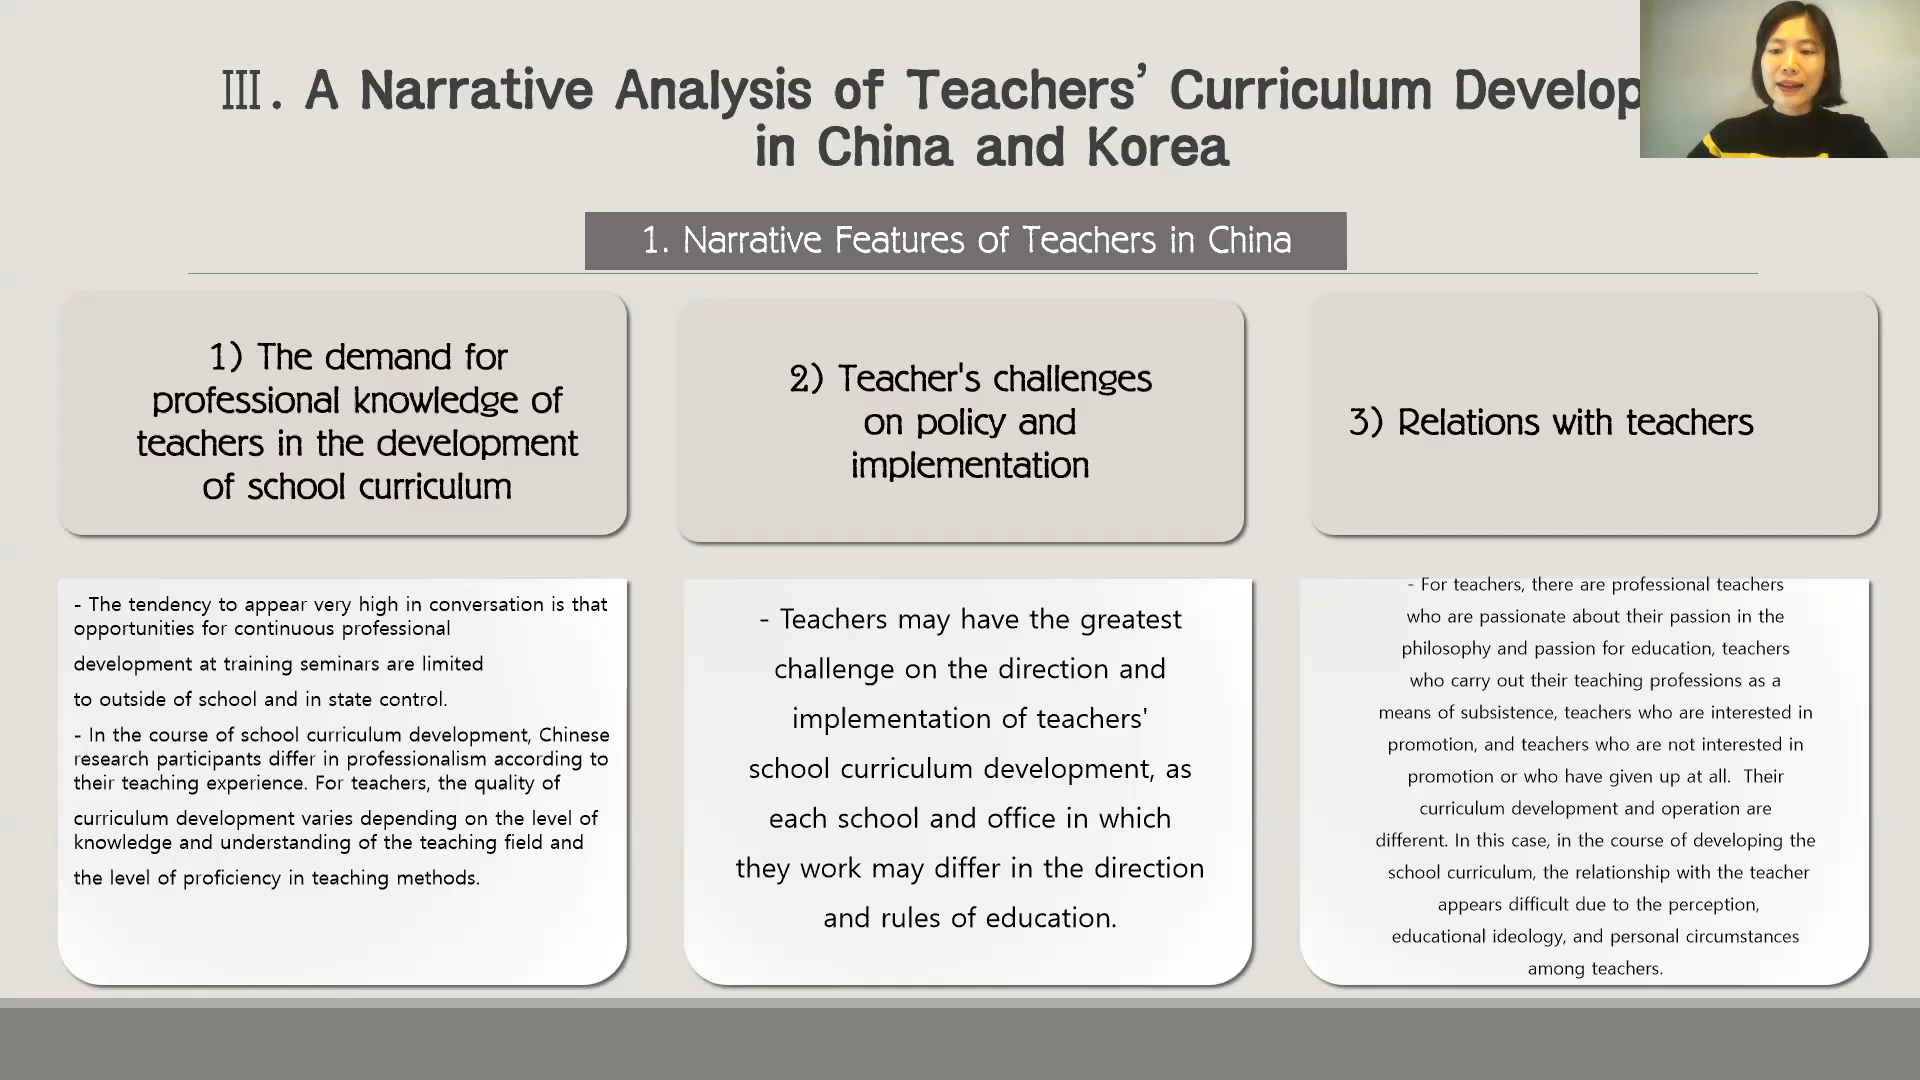 Ⅲ. A Narrative Analysis of Teachers’ Curriculum
in China and Korea
1. Narrative Features of Teachers in China
1) The demand for
professional knowledge of
teachers in the development
of school curriculum
2) Teacher's challenges
on policy and
implementation
3) Relations with teachers
- The tendency to appear very high in conversation is that
opportunities for continuous professional
development at training seminars are limited
to outside of school and in state control.
- In the course of school curriculum development, Chinese
research participants differ in professionalism according to
their teaching experience. For teachers, the quality of
curriculum development varies depending on the level of
knowledge and understanding of the teaching field and
the level of proficiency in teaching methods.
- Teachers may have the greatest
challenge on the direction and
implementation of teachers'
school curriculum development, as
each school and office in which
they work may differ in the direction
and rules of education.
- For teachers, there are professional teachers
who are passionate about their passion in the
philosophy and passion for education, teachers
who carry out their teaching professions as a
means of subsistence, teachers who are interested in
promotion, and teachers who are not interested in
promotion or who have given up at all.  Their
curriculum development and operation are
different. In this case, in the course of developing the
school curriculum, the relationship with the teacher
appears difficult due to the perception,
educational ideology, and personal circumstances
among teachers.